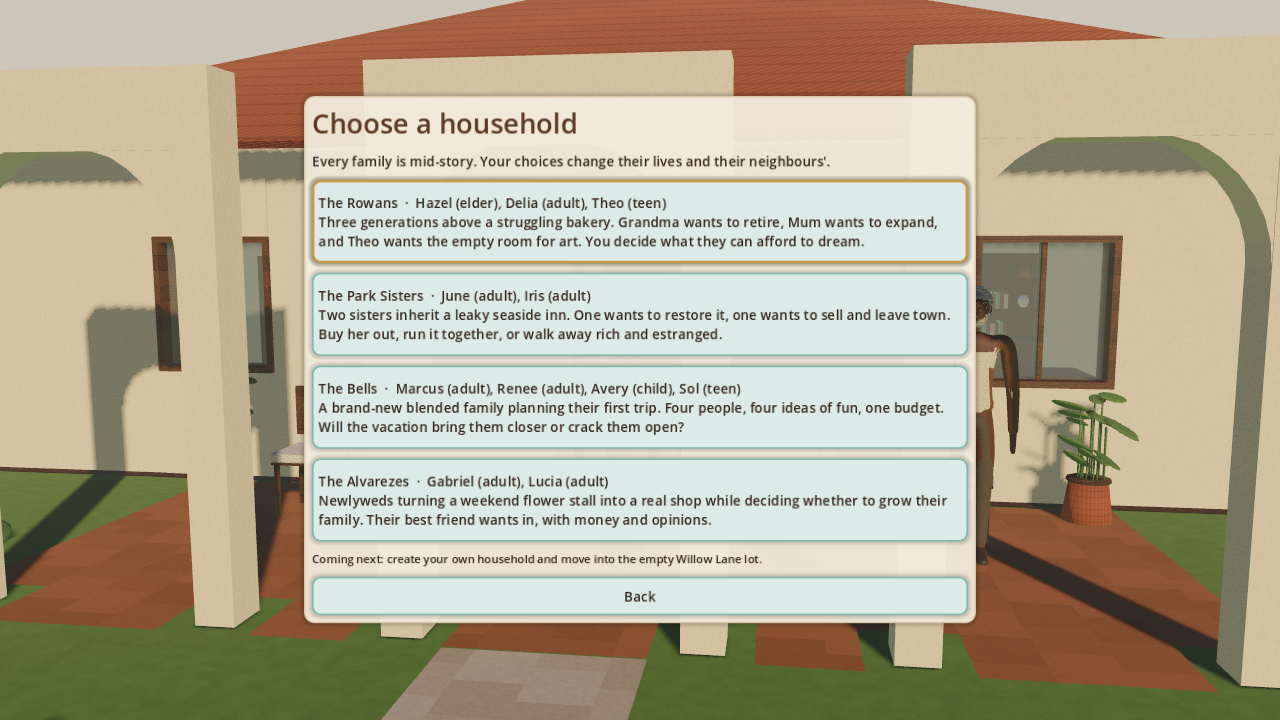 Choose a household
Every family is mid-story. Your choices change their lives and their neighbours'.
The Rowans · Hazel (elder), Delia (adult), Theo (teen)
Three generations above a struggling bakery. Grandma wants to retire, Mum wants to expand,
and Theo wants the empty room for art. You decide what they can afford to dream.
The Park Sisters · June (adult), Iris (adult)
Two sisters inherit a leaky seaside inn. One wants to restore it, one wants to sell and leave town.
Buy her out, run it together, or walk away rich and estranged.
The Bells · Marcus (adult), Renee (adult), Avery (child), Sol (teen)
A brand-new blended family planning their first trip. Four people, four ideas of fun, one budget.
Will the vacation bring them closer or crack them open?
The Alvarezes · Gabriel (adult), Lucia (adult)
Newlyweds turning a weekend flower stall into a real shop while deciding whether to grow their
family. Their best friend wants in, with money and opinions.
Coming next: create your own household and move into the empty Willow Lane lot.
Back